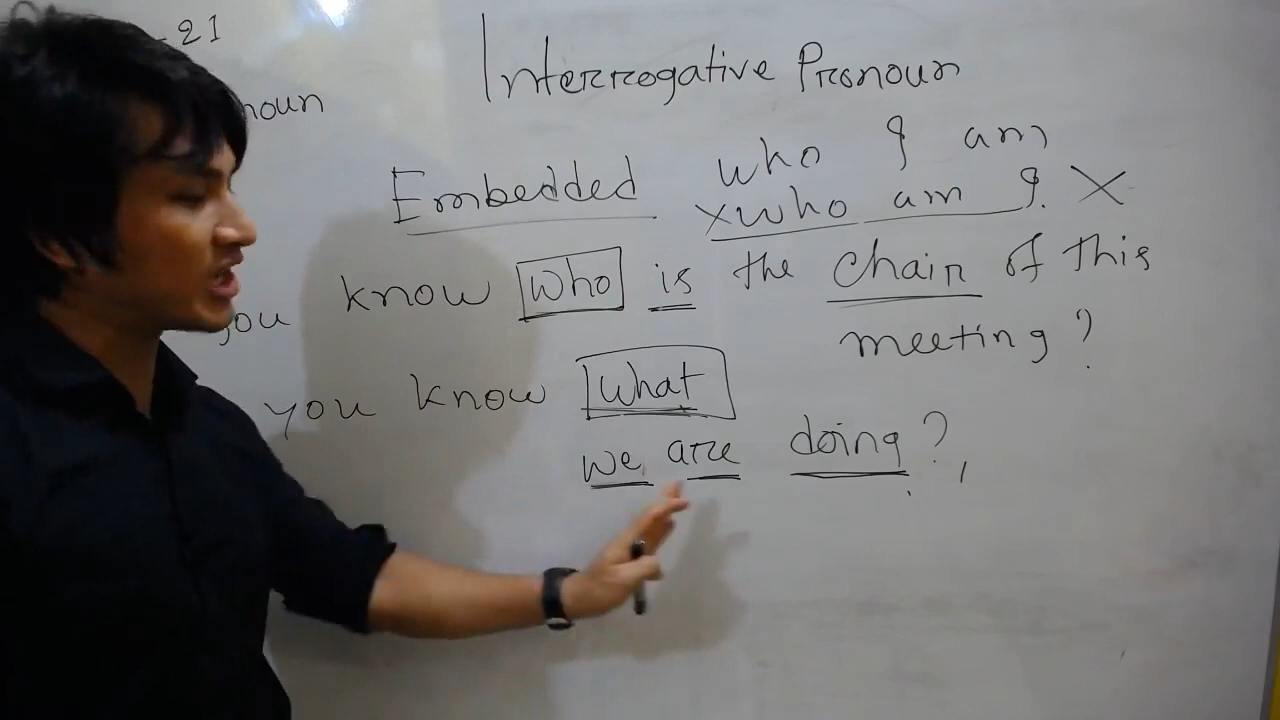 -21
Interrogative Pronoun
noun
Embedded who I am
x who am I. X
you know who is the chair of this
meeting?
you know what
we are doing?,